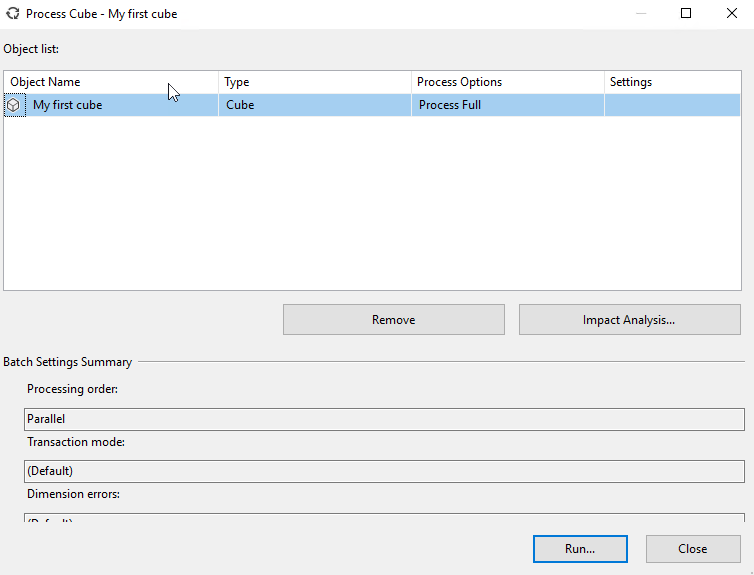 Process Cube - My first cube
Object list:
Object Name Type Process Options Settings
My first cube Cube Process Full
Remove Impact Analysis...
Batch Settings Summary
Processing order:
Parallel
Transaction mode:
(Default)
Dimension errors:
(Default)
Run... Close